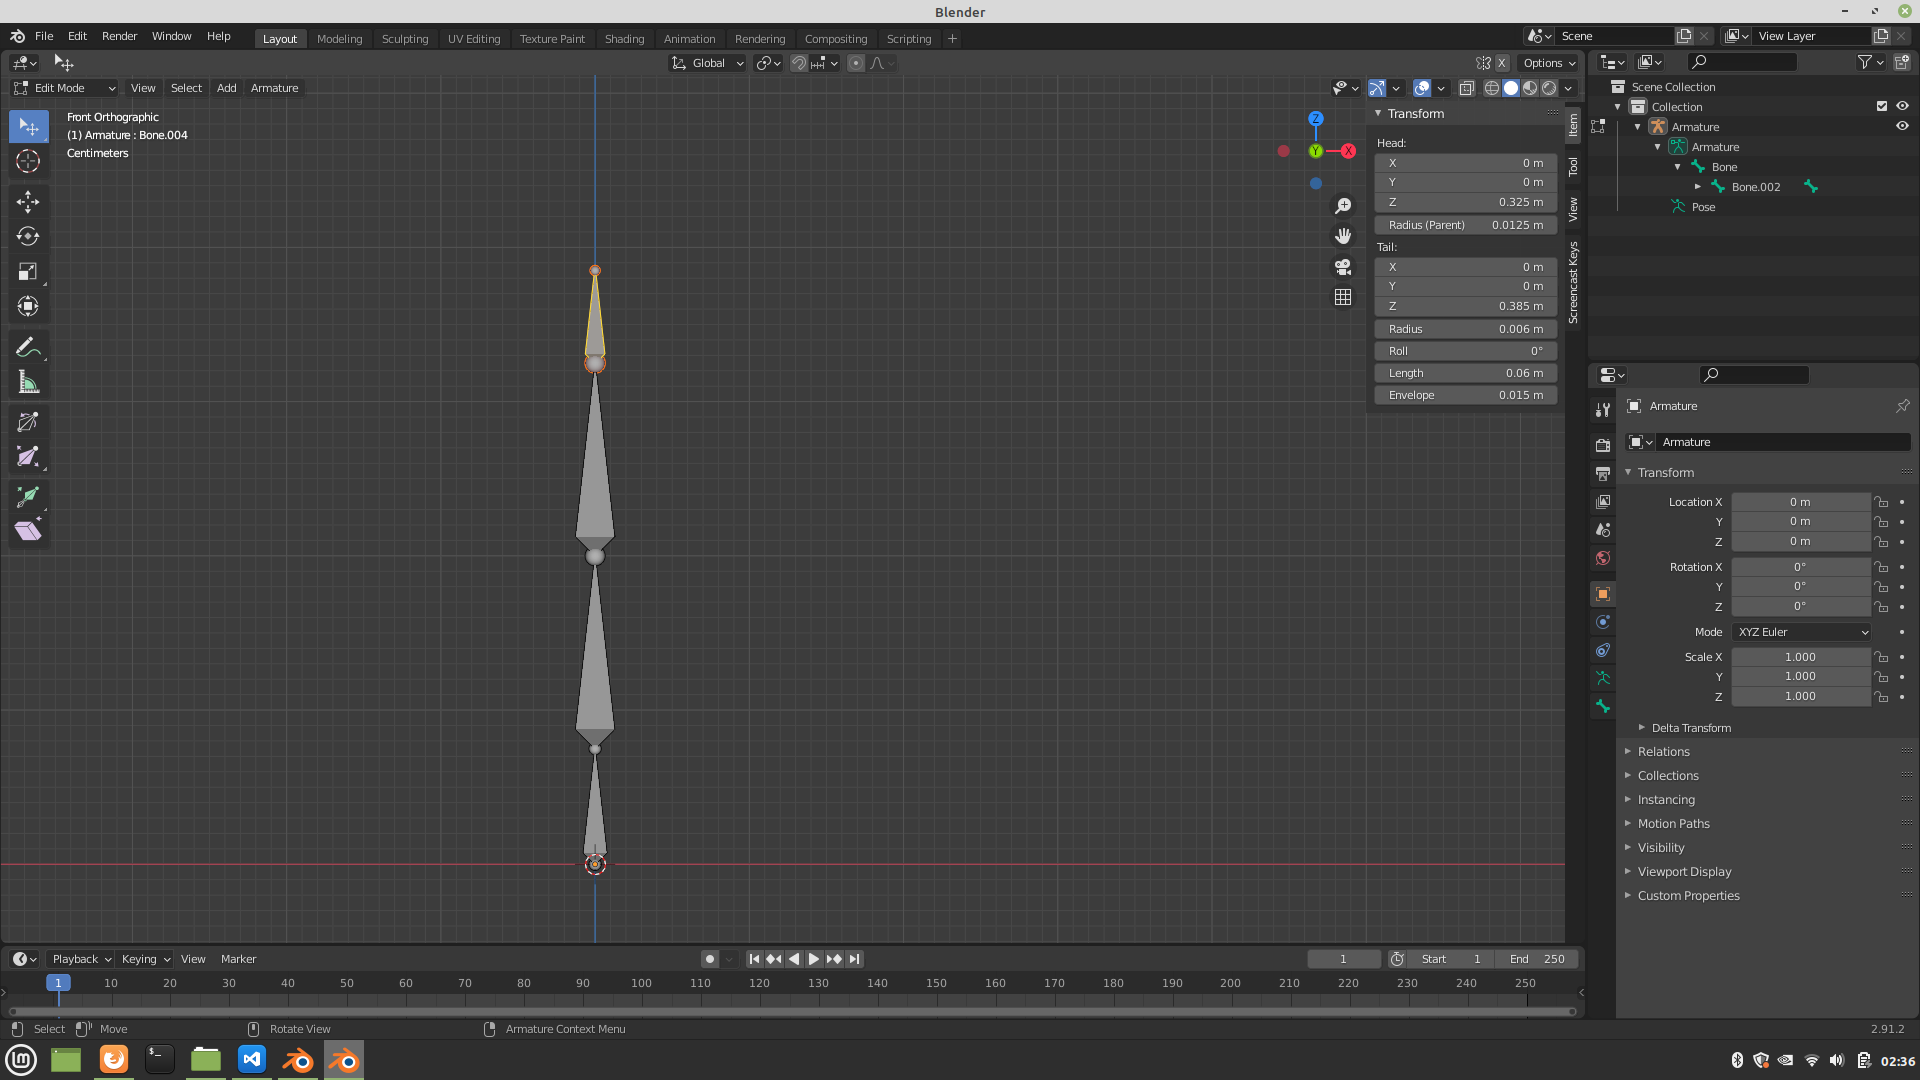 Blender
File Edit Render Window Help
Layout Modeling Sculpting UV Editing Texture Paint Shading Animation Rendering Compositing Scripting +
Scene
View Layer
Global
X
Options
Edit Mode View Select Add Armature
Front Orthographic
(1) Armature : Bone.004
Centimeters
Z
Y
X
Transform
Head:
X 0 m
Y 0 m
Z 0.325 m
Radius (Parent) 0.0125 m
Tail:
X 0 m
Y 0 m
Z 0.385 m
Radius 0.006 m
Roll 0°
Length 0.06 m
Envelope 0.015 m
Item
Tool
View
Screencast Keys
Scene Collection
Collection
Armature
Armature
Bone
Bone.002
Pose
Armature
Armature
Transform
Location X 0 m
Y 0 m
Z 0 m
Rotation X 0°
Y 0°
Z 0°
Mode XYZ Euler
Scale X 1.000
Y 1.000
Z 1.000
Delta Transform
Relations
Collections
Instancing
Motion Paths
Visibility
Viewport Display
Custom Properties
Playback Keying View Marker
1
Start 1 End 250
1 10 20 30 40 50 60 70 80 90 100 110 120 130 140 150 160 170 180 190 200 210 220 230 240 250
Select Move Rotate View Armature Context Menu
2.91.2
02:36